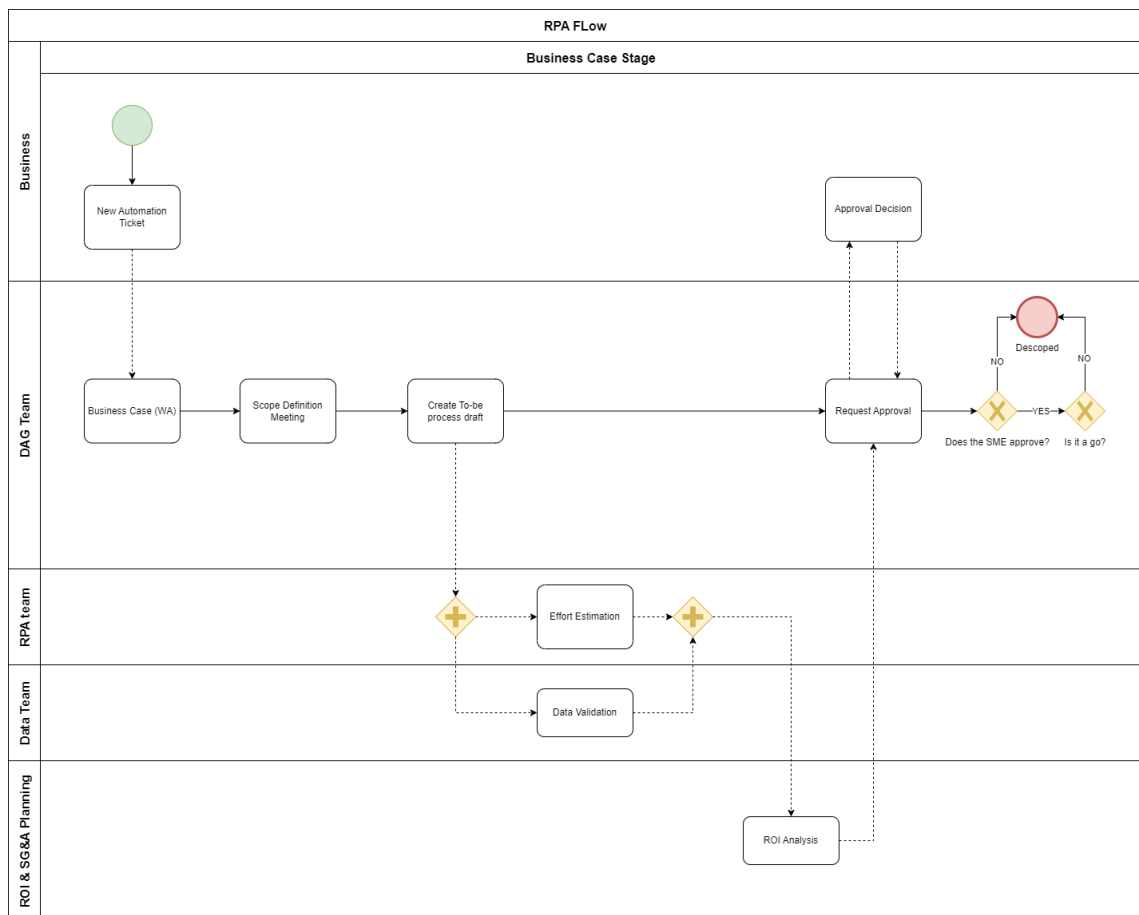 RPA FLow
Business Case Stage
Business
New Automation
Ticket
Approval Decision
DAG Team
Business Case (WA)
Scope Definition
Meeting
Create To-be
process draft
Request Approval
Descoped
NO
NO
YES
Does the SME approve?
Is it a go?
RPA team
Effort Estimation
Data Team
Data Validation
ROI & SG&A Planning
ROI Analysis